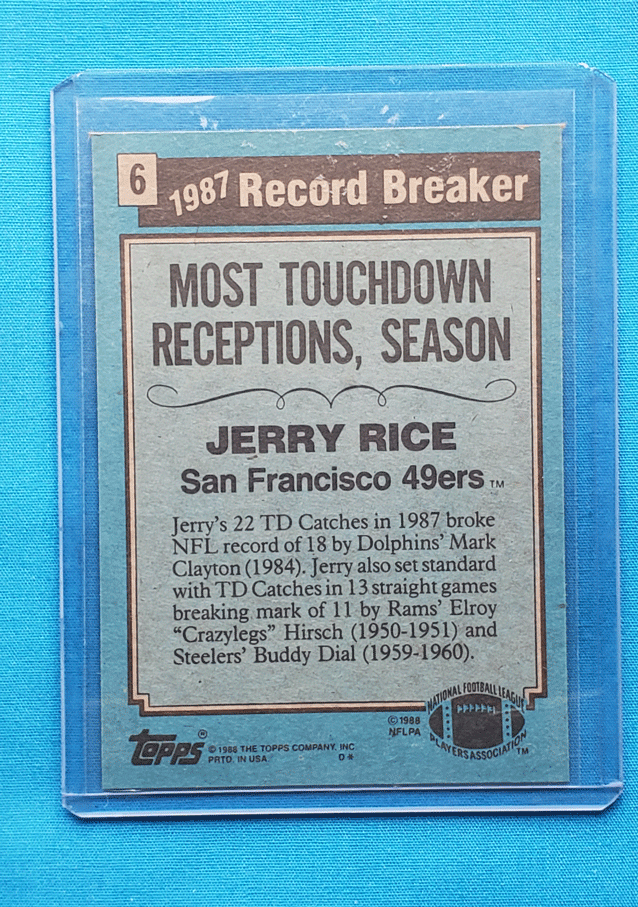 6
1987 Record Breaker
MOST TOUCHDOWN
RECEPTIONS, SEASON
JERRY RICE
San Francisco 49ers TM
Jerry's 22 TD Catches in 1987 broke
NFL record of 18 by Dolphins' Mark
Clayton (1984). Jerry also set standard
with TD Catches in 13 straight games
breaking mark of 11 by Rams' Elroy
“Crazylegs” Hirsch (1950-1951) and
Steelers' Buddy Dial (1959-1960).
topps®
© 1988 THE TOPPS COMPANY, INC
PRTD. IN USA. D*
© 1988
NFLPA
NATIONAL FOOTBALL LEAGUE
PLAYERS ASSOCIATION TM